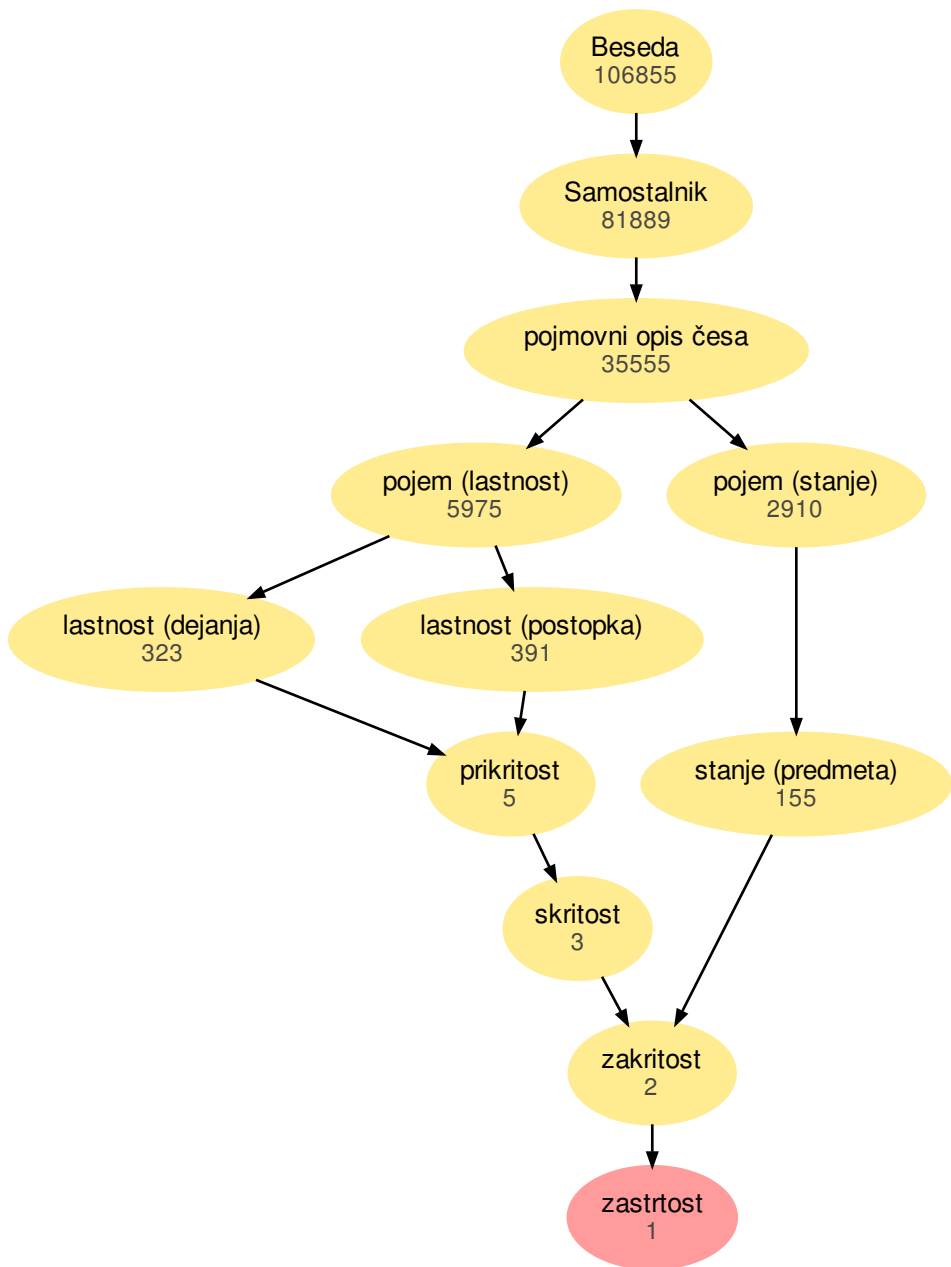 Beseda
106855
Samostalnik
81889
pojmovni opis česa
35555
pojem (lastnost)
5975
pojem (stanje)
2910
lastnost (dejanja)
323
lastnost (postopka)
391
prikritost
5
stanje (predmeta)
155
skritost
3
zakritost
2
zastrtost
1